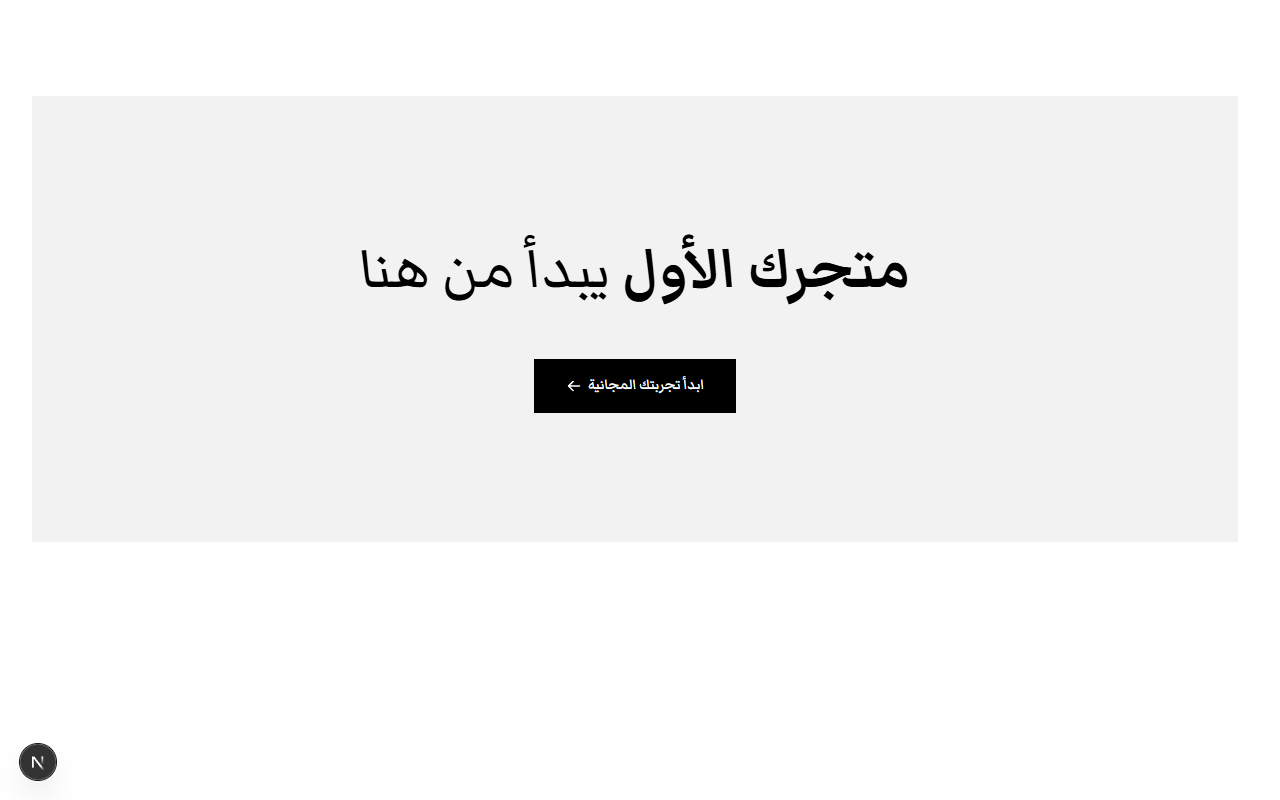 متجرك الأول يبدأ من هنا
ابدأ تجربتك المجانية ←
N